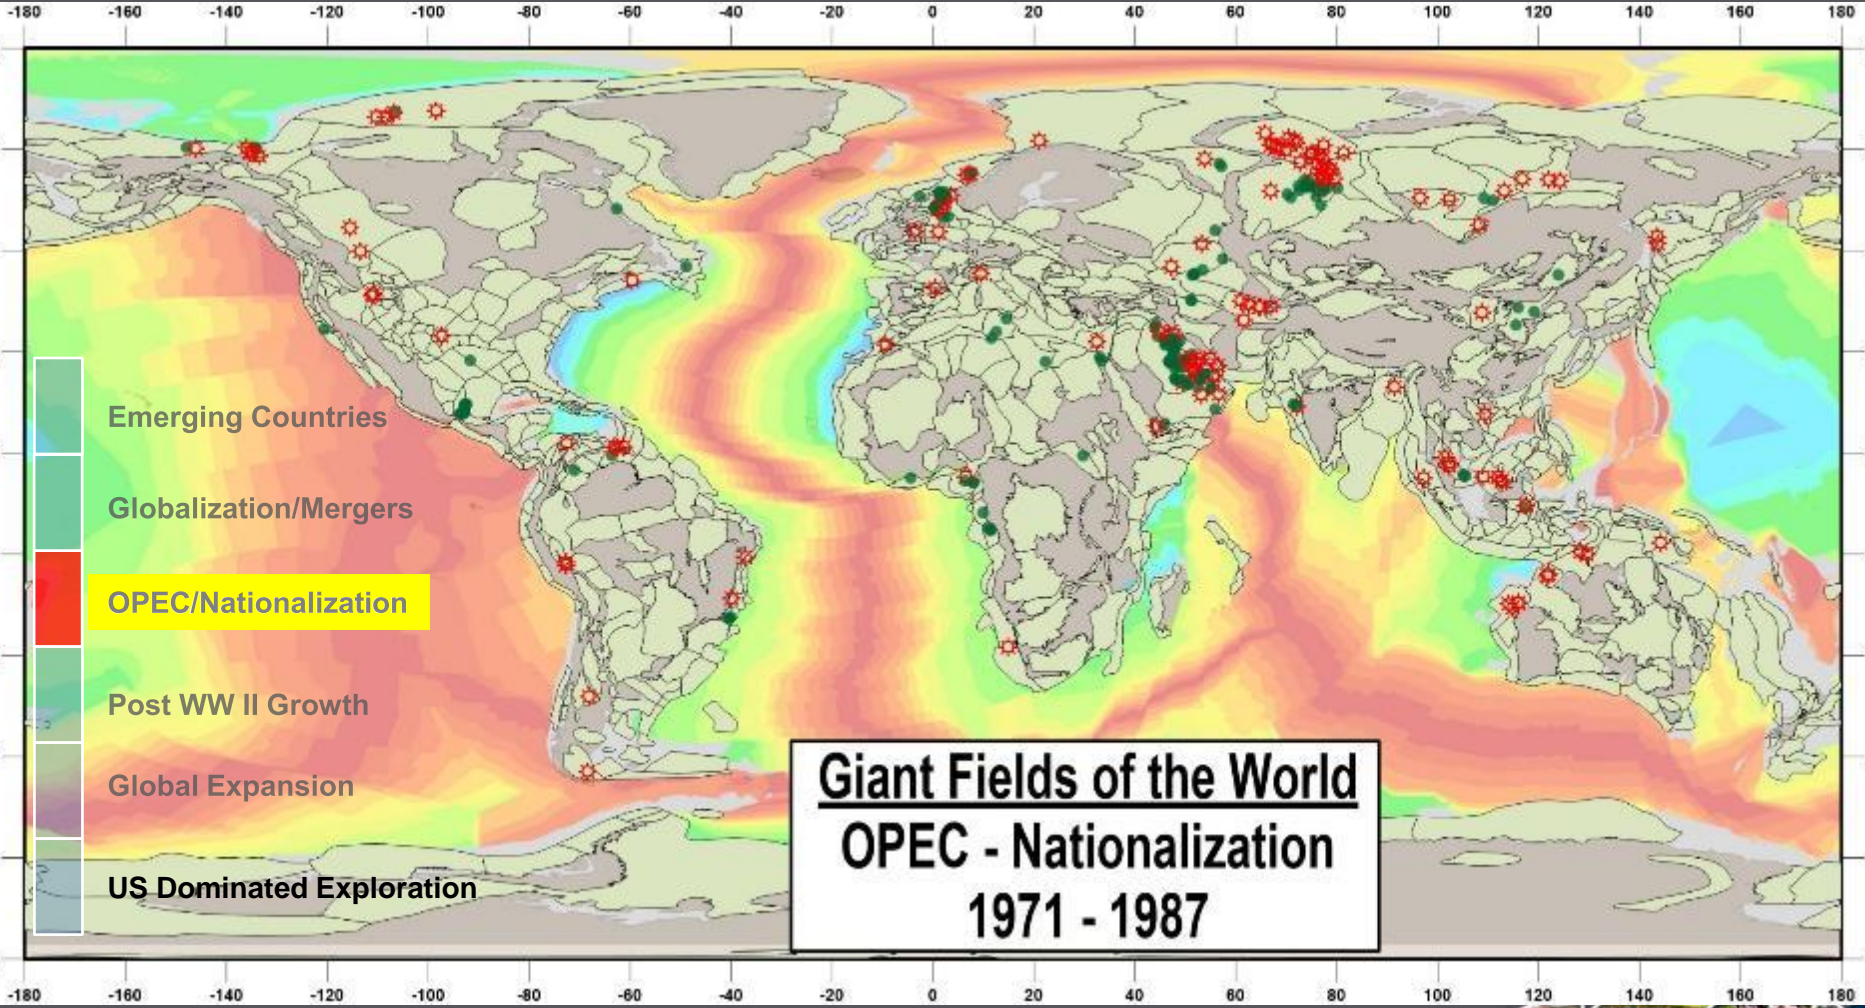 -180 -160 -140 -120 -100 -80 -60 -40 -20 0 20 40 60 80 100 120 140 160 180
Emerging Countries
Globalization/Mergers
OPEC/Nationalization
Post WW II Growth
Global Expansion
US Dominated Exploration
Giant Fields of the World
OPEC - Nationalization
1971 - 1987
-180 -160 -140 -120 -100 -80 -60 -40 -20 0 20 40 60 80 100 120 140 160 180